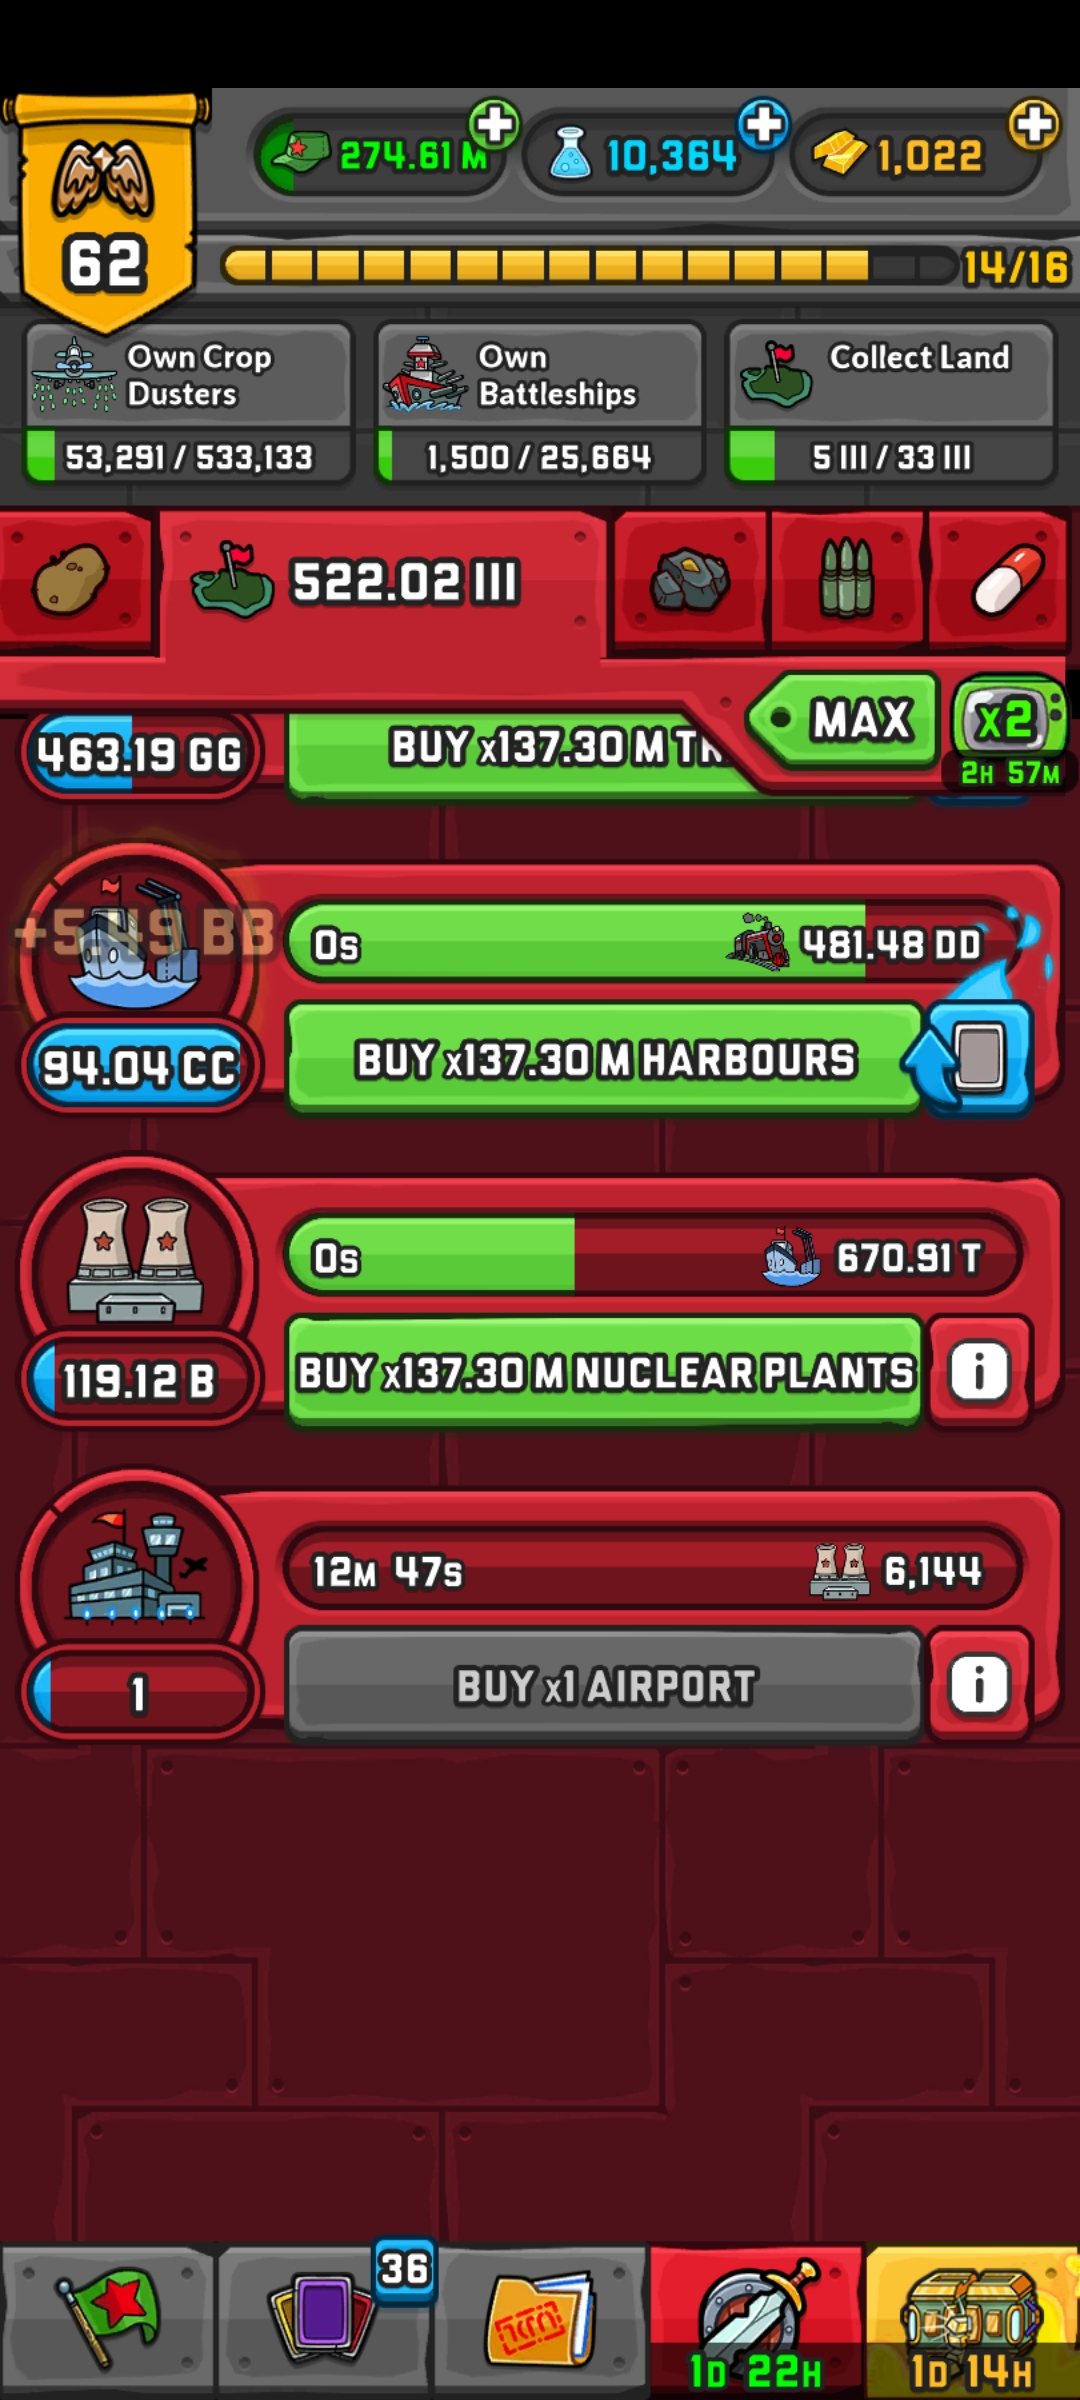 274.61 M
10,364
1,022
62
14/16
Own Crop
Dusters
53,291 / 533,133
Own
Battleships
1,500 / 25,664
Collect Land
5 III / 33 III
522.02 III
MAX
x2
2H 57M
463.19 GG
BUY x137.30 M TR
+5.49 BB
0s
481.48 DD
94.04 CC
BUY x137.30 M HARBOURS
0s
670.91 T
119.12 B
BUY x137.30 M NUCLEAR PLANTS
i
12M 47s
6,144
1
BUY x1 AIRPORT
i
36
1D 22H
1D 14H